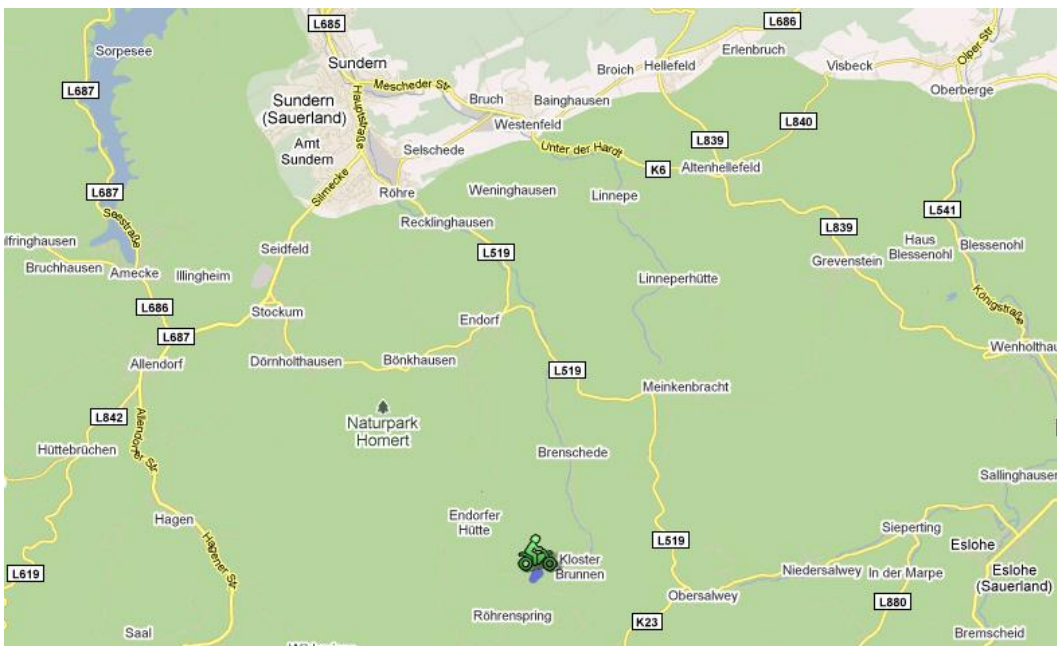 L685
L686
Sorpesee
Sundern
Erlenbruch
Hellefeld
Visbeck
Olper Str
Broich
L687
Mescheder Str
Oberberge
Bruch
Bainghausen
Sundern
(Sauerland)
Hauptstraße
Westenfeld
L840
Amt
Sundern
Selschede
Unter der Hardt
L839
K6
Altenhellefeld
L687
Silmecke
Röhre
Weninghausen
Linnepe
Seestraße
Recklinghausen
L541
L839
Haus
Blessenohl
Blessenohl
Seidfeld
L519
Grevenstein
Bruchhausen
Amecke
Illingheim
Linneperhütte
L686
Stockum
Endorf
Königstraße
L687
Wenholthau
Allendorf
Dörnholthausen
Bönkhausen
L519
Meinkenbracht
L842
Naturpark
Homert
Allendorfer Str
Hüttebrüchen
Brenschede
Sallinghausen
Hagen
Endorfer
Hütte
Sieperting
Hagener Str
L519
Eslohe
L619
Kloster
Brunnen
Niedersalwey
In der Marpe
Eslohe
(Sauerland)
Obersalwey
L880
Röhrenspring
K23
Saal
Bremscheid